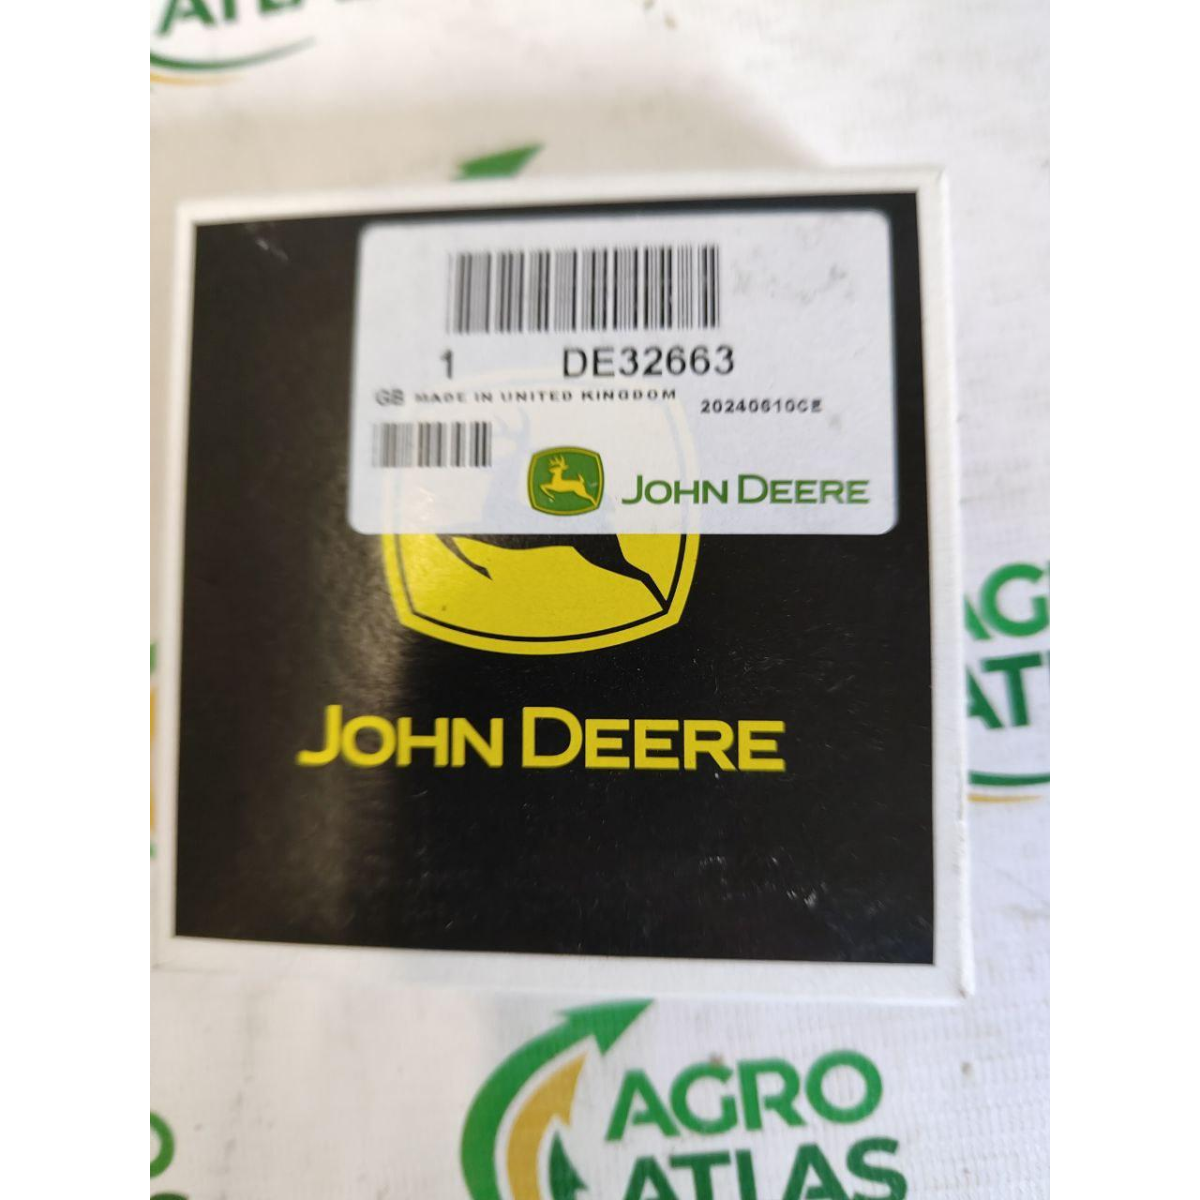 1 DE32663
GB MADE IN UNITED KINGDOM 20240610CE
JOHN DEERE
JOHN DEERE
AGRO
ATLAS